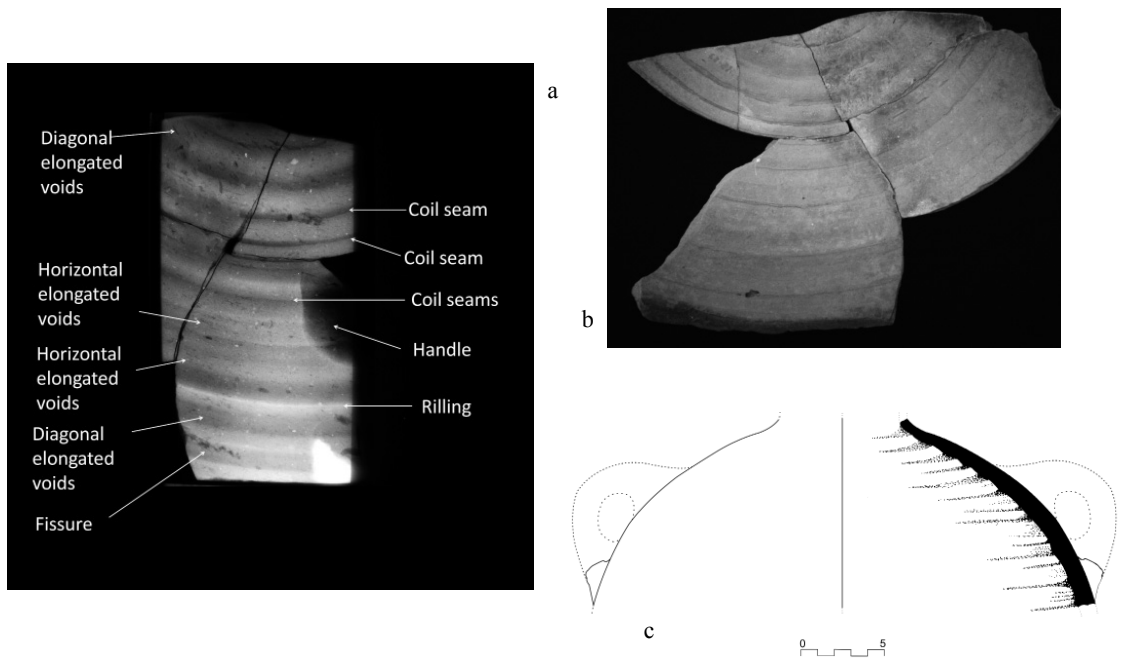 Diagonal
elongated
voids
Coil seam
Coil seam
Horizontal
elongated
voids
Coil seams
Handle
Horizontal
elongated
voids
Rilling
Diagonal
elongated
voids
Fissure
a
b
c
0 5